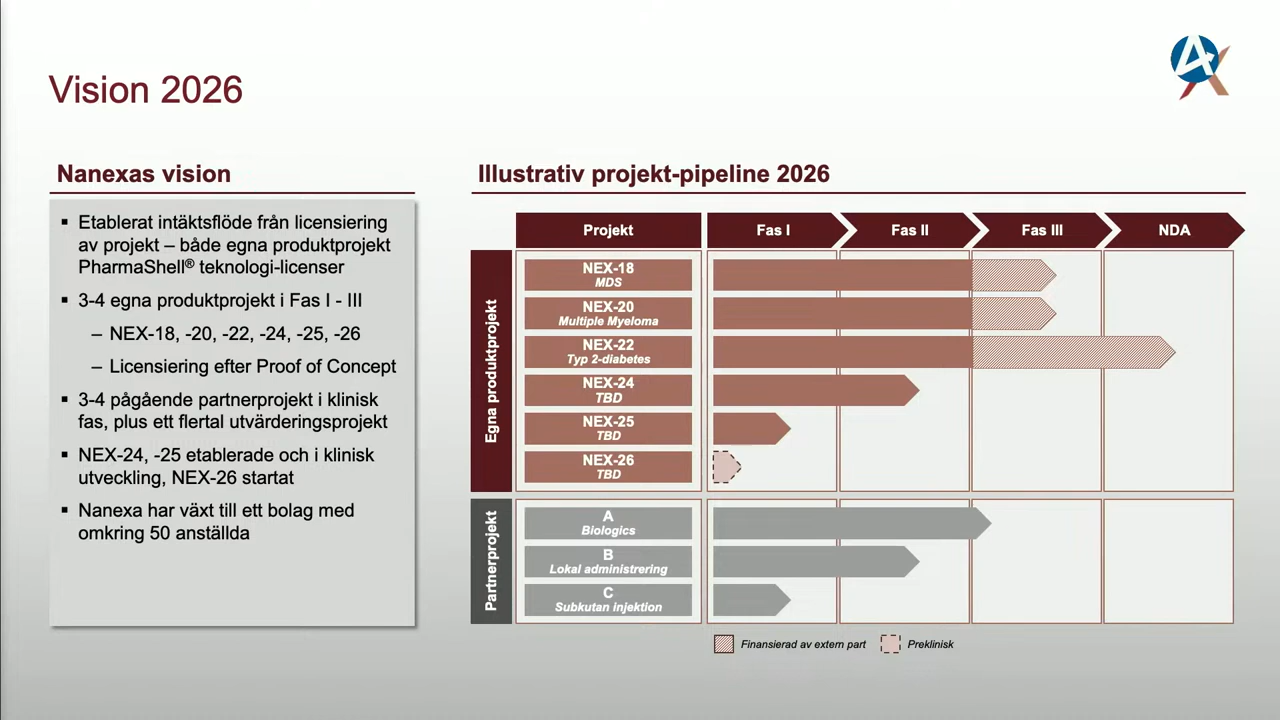 Vision 2026
Nanexas vision
▪ Etablerat intäktsflöde från licensiering
av projekt – både egna produktprojekt
PharmaShell® teknologi-licenser
▪ 3-4 egna produktprojekt i Fas I - III
– NEX-18, -20, -22, -24, -25, -26
– Licensiering efter Proof of Concept
▪ 3-4 pågående partnerprojekt i klinisk
fas, plus ett flertal utvärderingsprojekt
▪ NEX-24, -25 etablerade och i klinisk
utveckling, NEX-26 startat
▪ Nanexa har växt till ett bolag med
omkring 50 anställda
Illustrativ projekt-pipeline 2026
Projekt
Fas I
Fas II
Fas III
NDA
Egna produktprojekt
NEX-18
MDS
NEX-20
Multiple Myeloma
NEX-22
Typ 2-diabetes
NEX-24
TBD
NEX-25
TBD
NEX-26
TBD
Partnerprojekt
A
Biologics
B
Lokal administrering
C
Subkutan injektion
Finansierad av extern part
Preklinisk